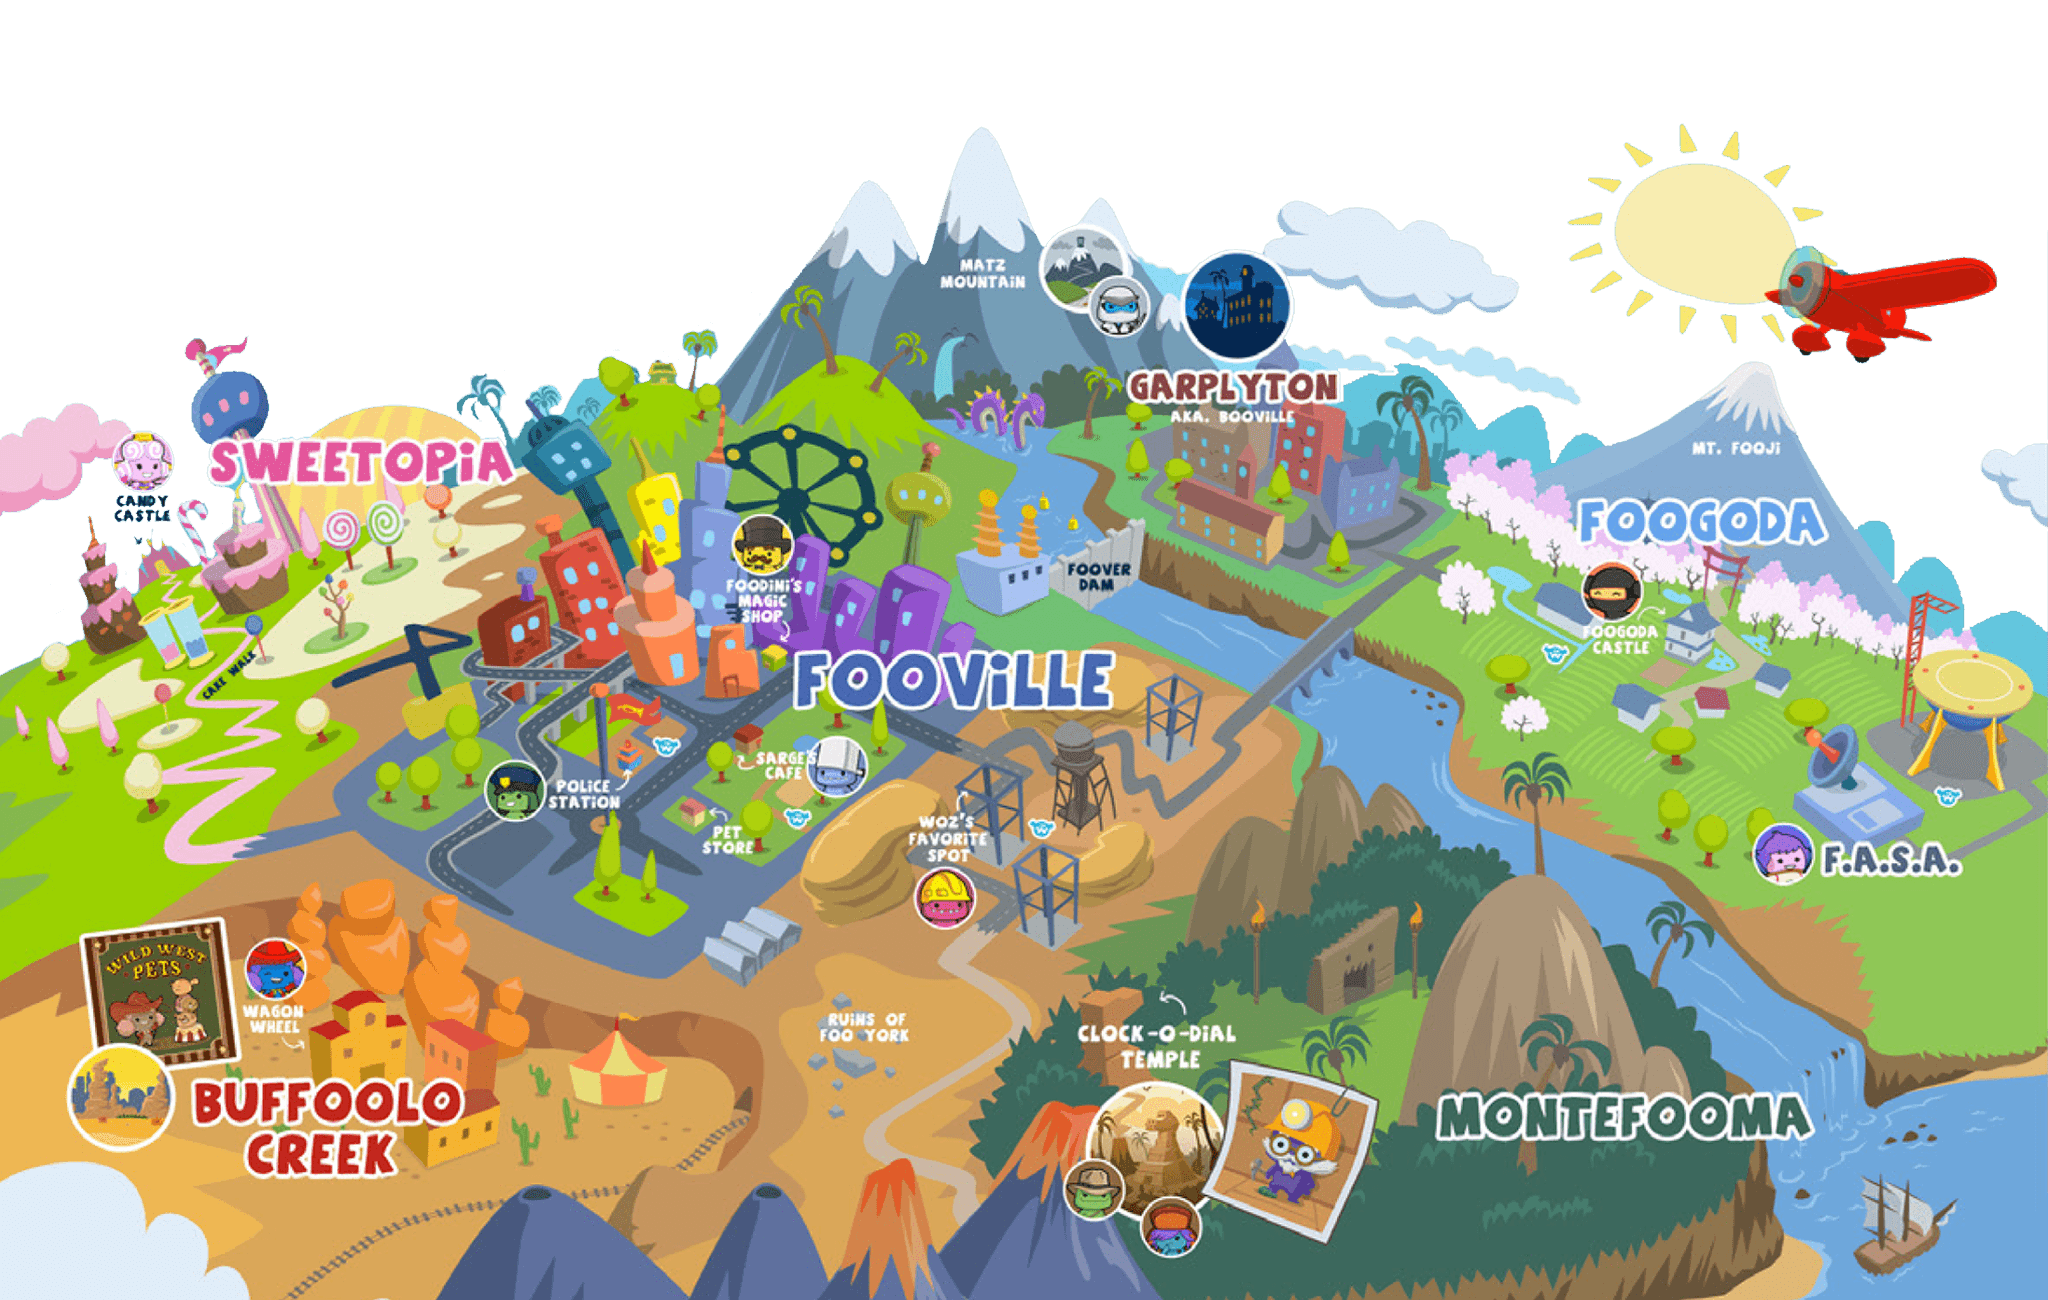 MATZ
MOUNTAIN
GARPLYTON
AKA. BOOVILLE
MT. FOOJI
SWEETOPIA
CANDY
CASTLE
FOOGODA
FOOVER
DAM
FOODINI'S
MAGIC
SHOP
FOOGODA
CASTLE
CAKE WALK
FOOVILLE
SARGE'S
CAFE
POLICE
STATION
PET
STORE
WOZ'S
FAVORITE
SPOT
F.A.S.A.
WILD WEST
PETS
WAGON
WHEEL
RUINS OF
FOO YORK
CLOCK-O-DIAL
TEMPLE
BUFFOOLO
CREEK
MONTEFOOMA